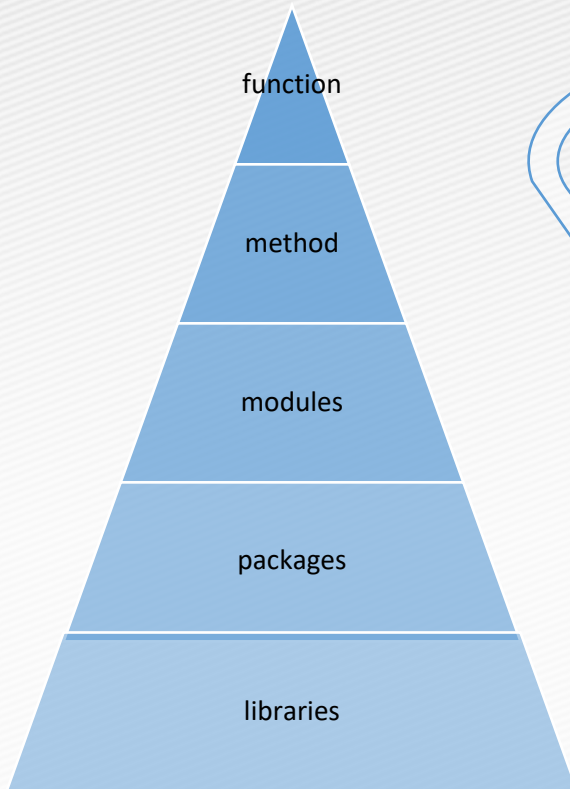 function
method
modules
packages
libraries